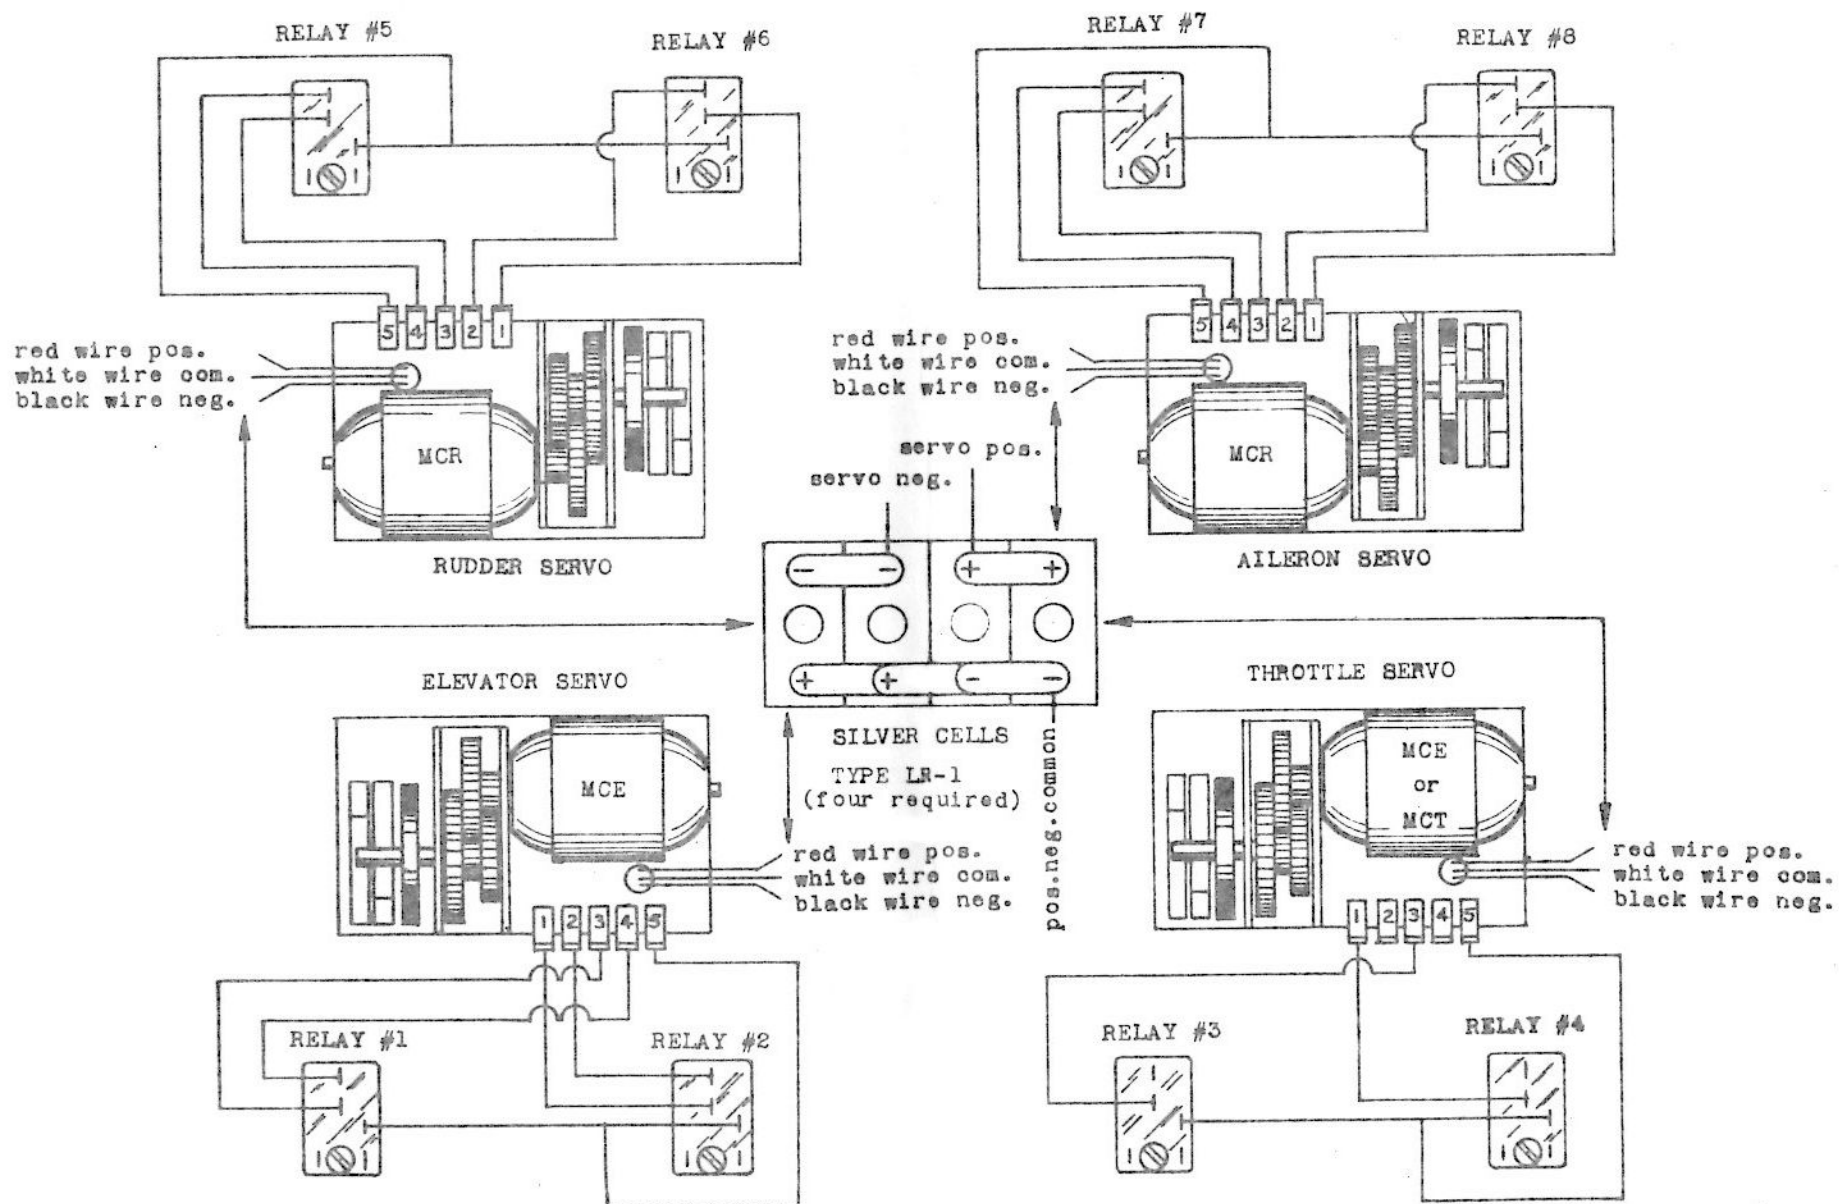 RELAY #5
RELAY #6
RELAY #7
RELAY #8
5 4 3 2 1
5 4 3 2 1
red wire pos.
white wire com.
black wire neg.
red wire pos.
white wire com.
black wire neg.
MCR
MCR
servo pos.
servo neg.
RUDDER SERVO
AILERON SERVO
- - + +
+ + - -
ELEVATOR SERVO
THROTTLE SERVO
SILVER CELLS
TYPE LR-1
(four required)
pos.neg.common
MCE
MCE
or
MCT
red wire pos.
white wire com.
black wire neg.
red wire pos.
white wire com.
black wire neg.
1 2 3 4 5
1 2 3 4 5
RELAY #1
RELAY #2
RELAY #3
RELAY #4